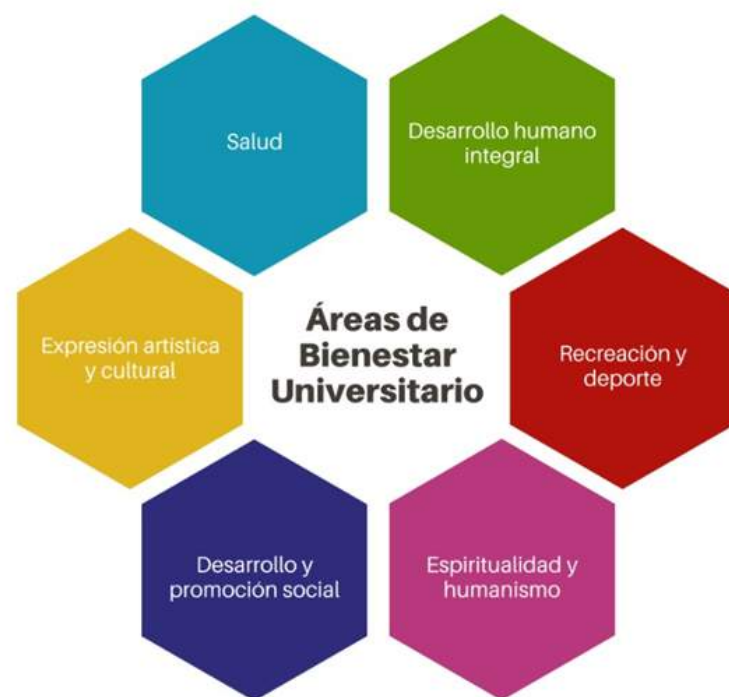 Salud
Desarrollo humano
integral
Expresión artística
y cultural
Áreas de
Bienestar
Universitario
Recreación y
deporte
Desarrollo y
promoción social
Espiritualidad y
humanismo